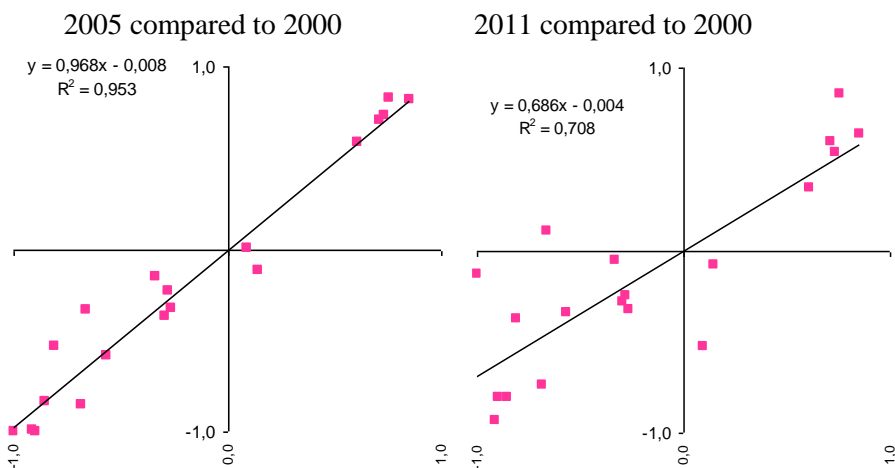 2005 compared to 2000
y = 0,968x - 0,008
R² = 0,953
1,0
-1,0
-1,0
0,0
1,0
2011 compared to 2000
y = 0,686x - 0,004
R² = 0,708
1,0
-1,0
-1,0
0,0
1,0